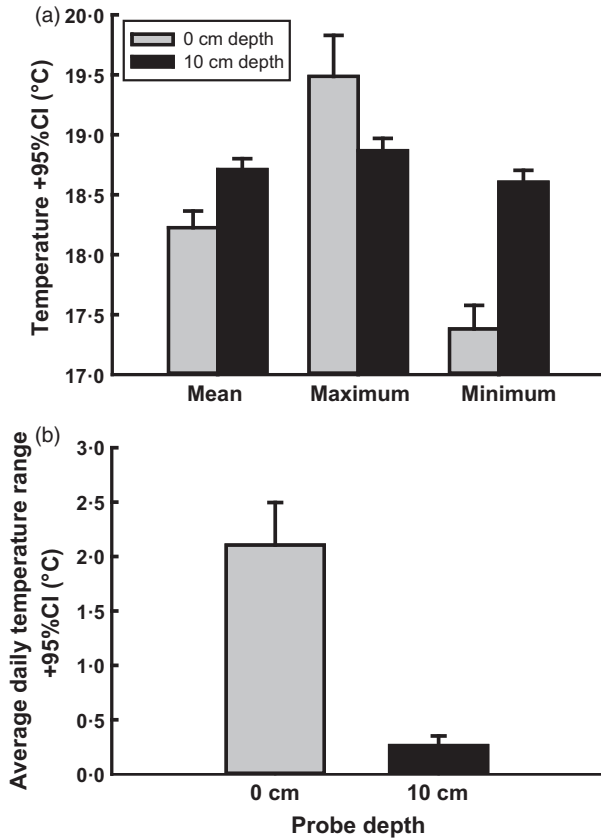 (a)
20·0
19·5
19·0
18·5
18·0
17·5
17·0
Temperature +95%CI (°C)
0 cm depth
10 cm depth
Mean Maximum Minimum
(b)
3·0
2·5
2·0
1·5
1·0
0·5
0·0
Average daily temperature range
+95%CI (°C)
0 cm 10 cm
Probe depth